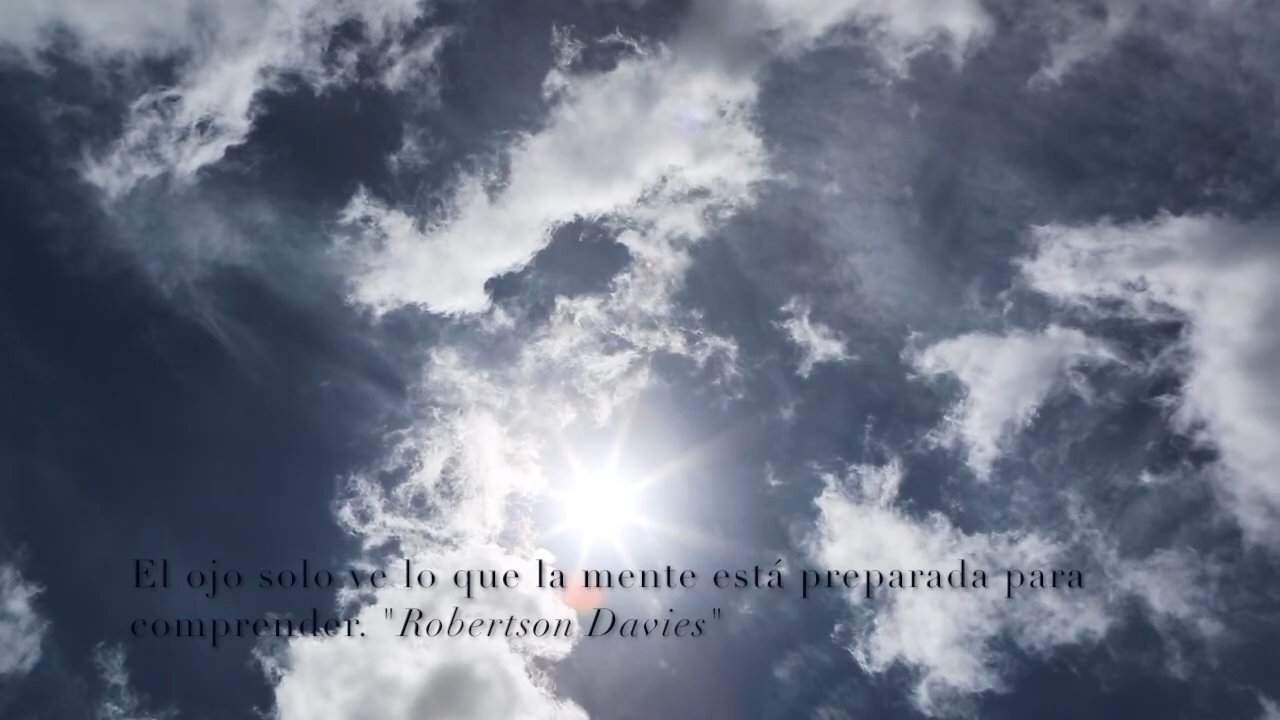 El ojo solo ve lo que la mente está preparada para
comprender. "Robertson Davies"